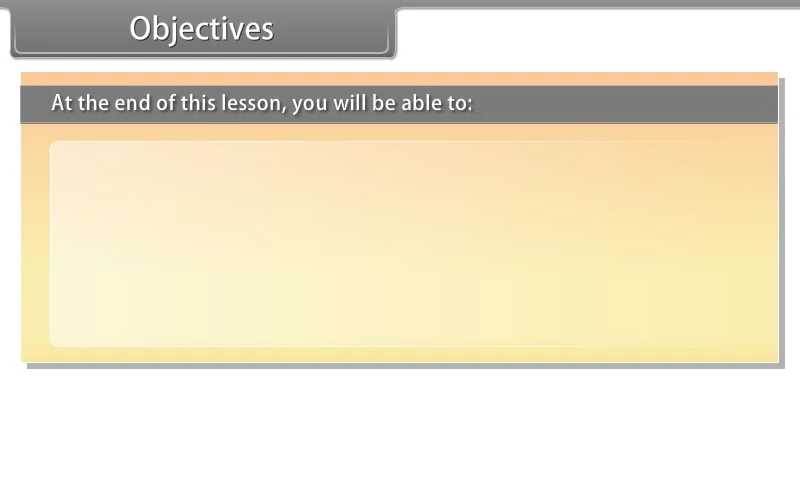 Objectives
At the end of this lesson, you will be able to: